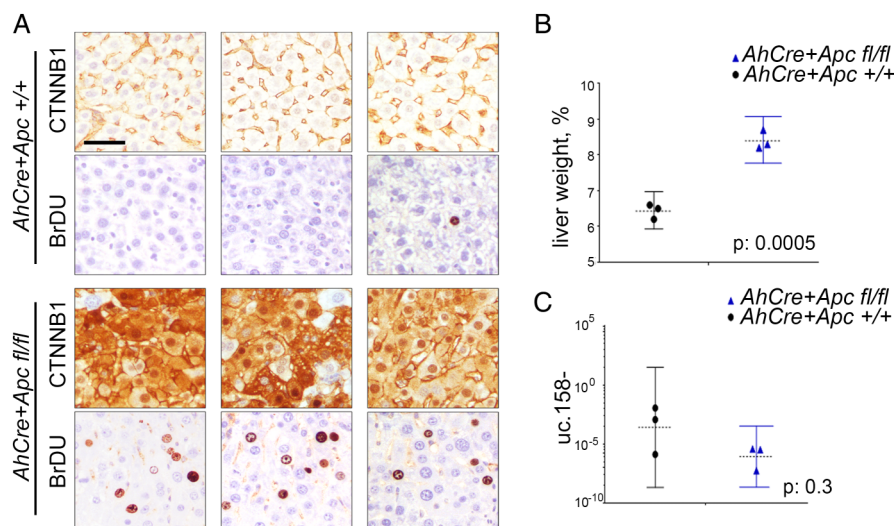 A
AhCre+Apc +/+
CTNNB1
BrDU
AhCre+Apc fl/fl
CTNNB1
BrDU
B
AhCre+Apc fl/fl
AhCre+Apc +/+
liver weight, %
10
9
8
7
6
5
p: 0.0005
C
AhCre+Apc fl/fl
AhCre+Apc +/+
uc.158-
10^5
10^0
10^-5
10^-10
p: 0.3